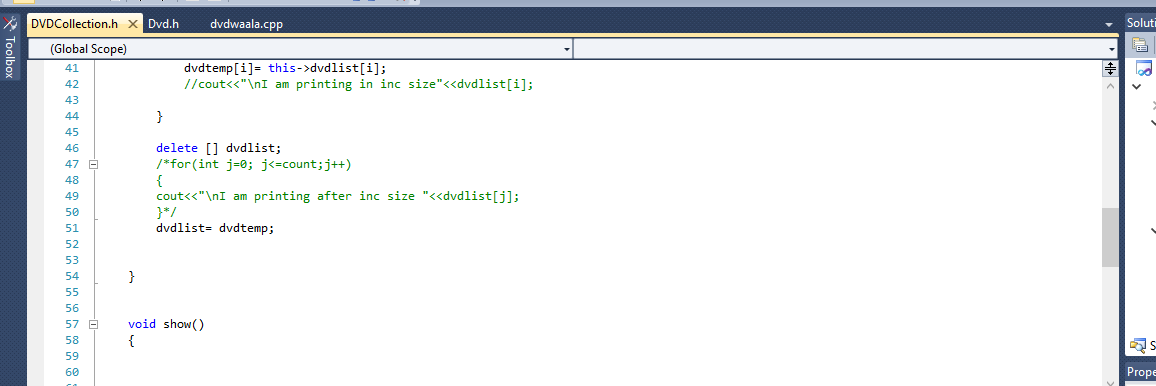 DVDCollection.h Dvd.h dvdwaala.cpp
Soluti
Toolbox
(Global Scope)
41 dvdtemp[i]= this->dvdlist[i];
42 //cout<<"\nI am printing in inc size"<<dvdlist[i];
43
44 }
45
46 delete [] dvdlist;
47 /*for(int j=0; j<=count;j++)
48 {
49 cout<<"\nI am printing after inc size "<<dvdlist[j];
50 }*/
51 dvdlist= dvdtemp;
52
53
54 }
55
56
57 void show()
58 {
59
60
S
Prope